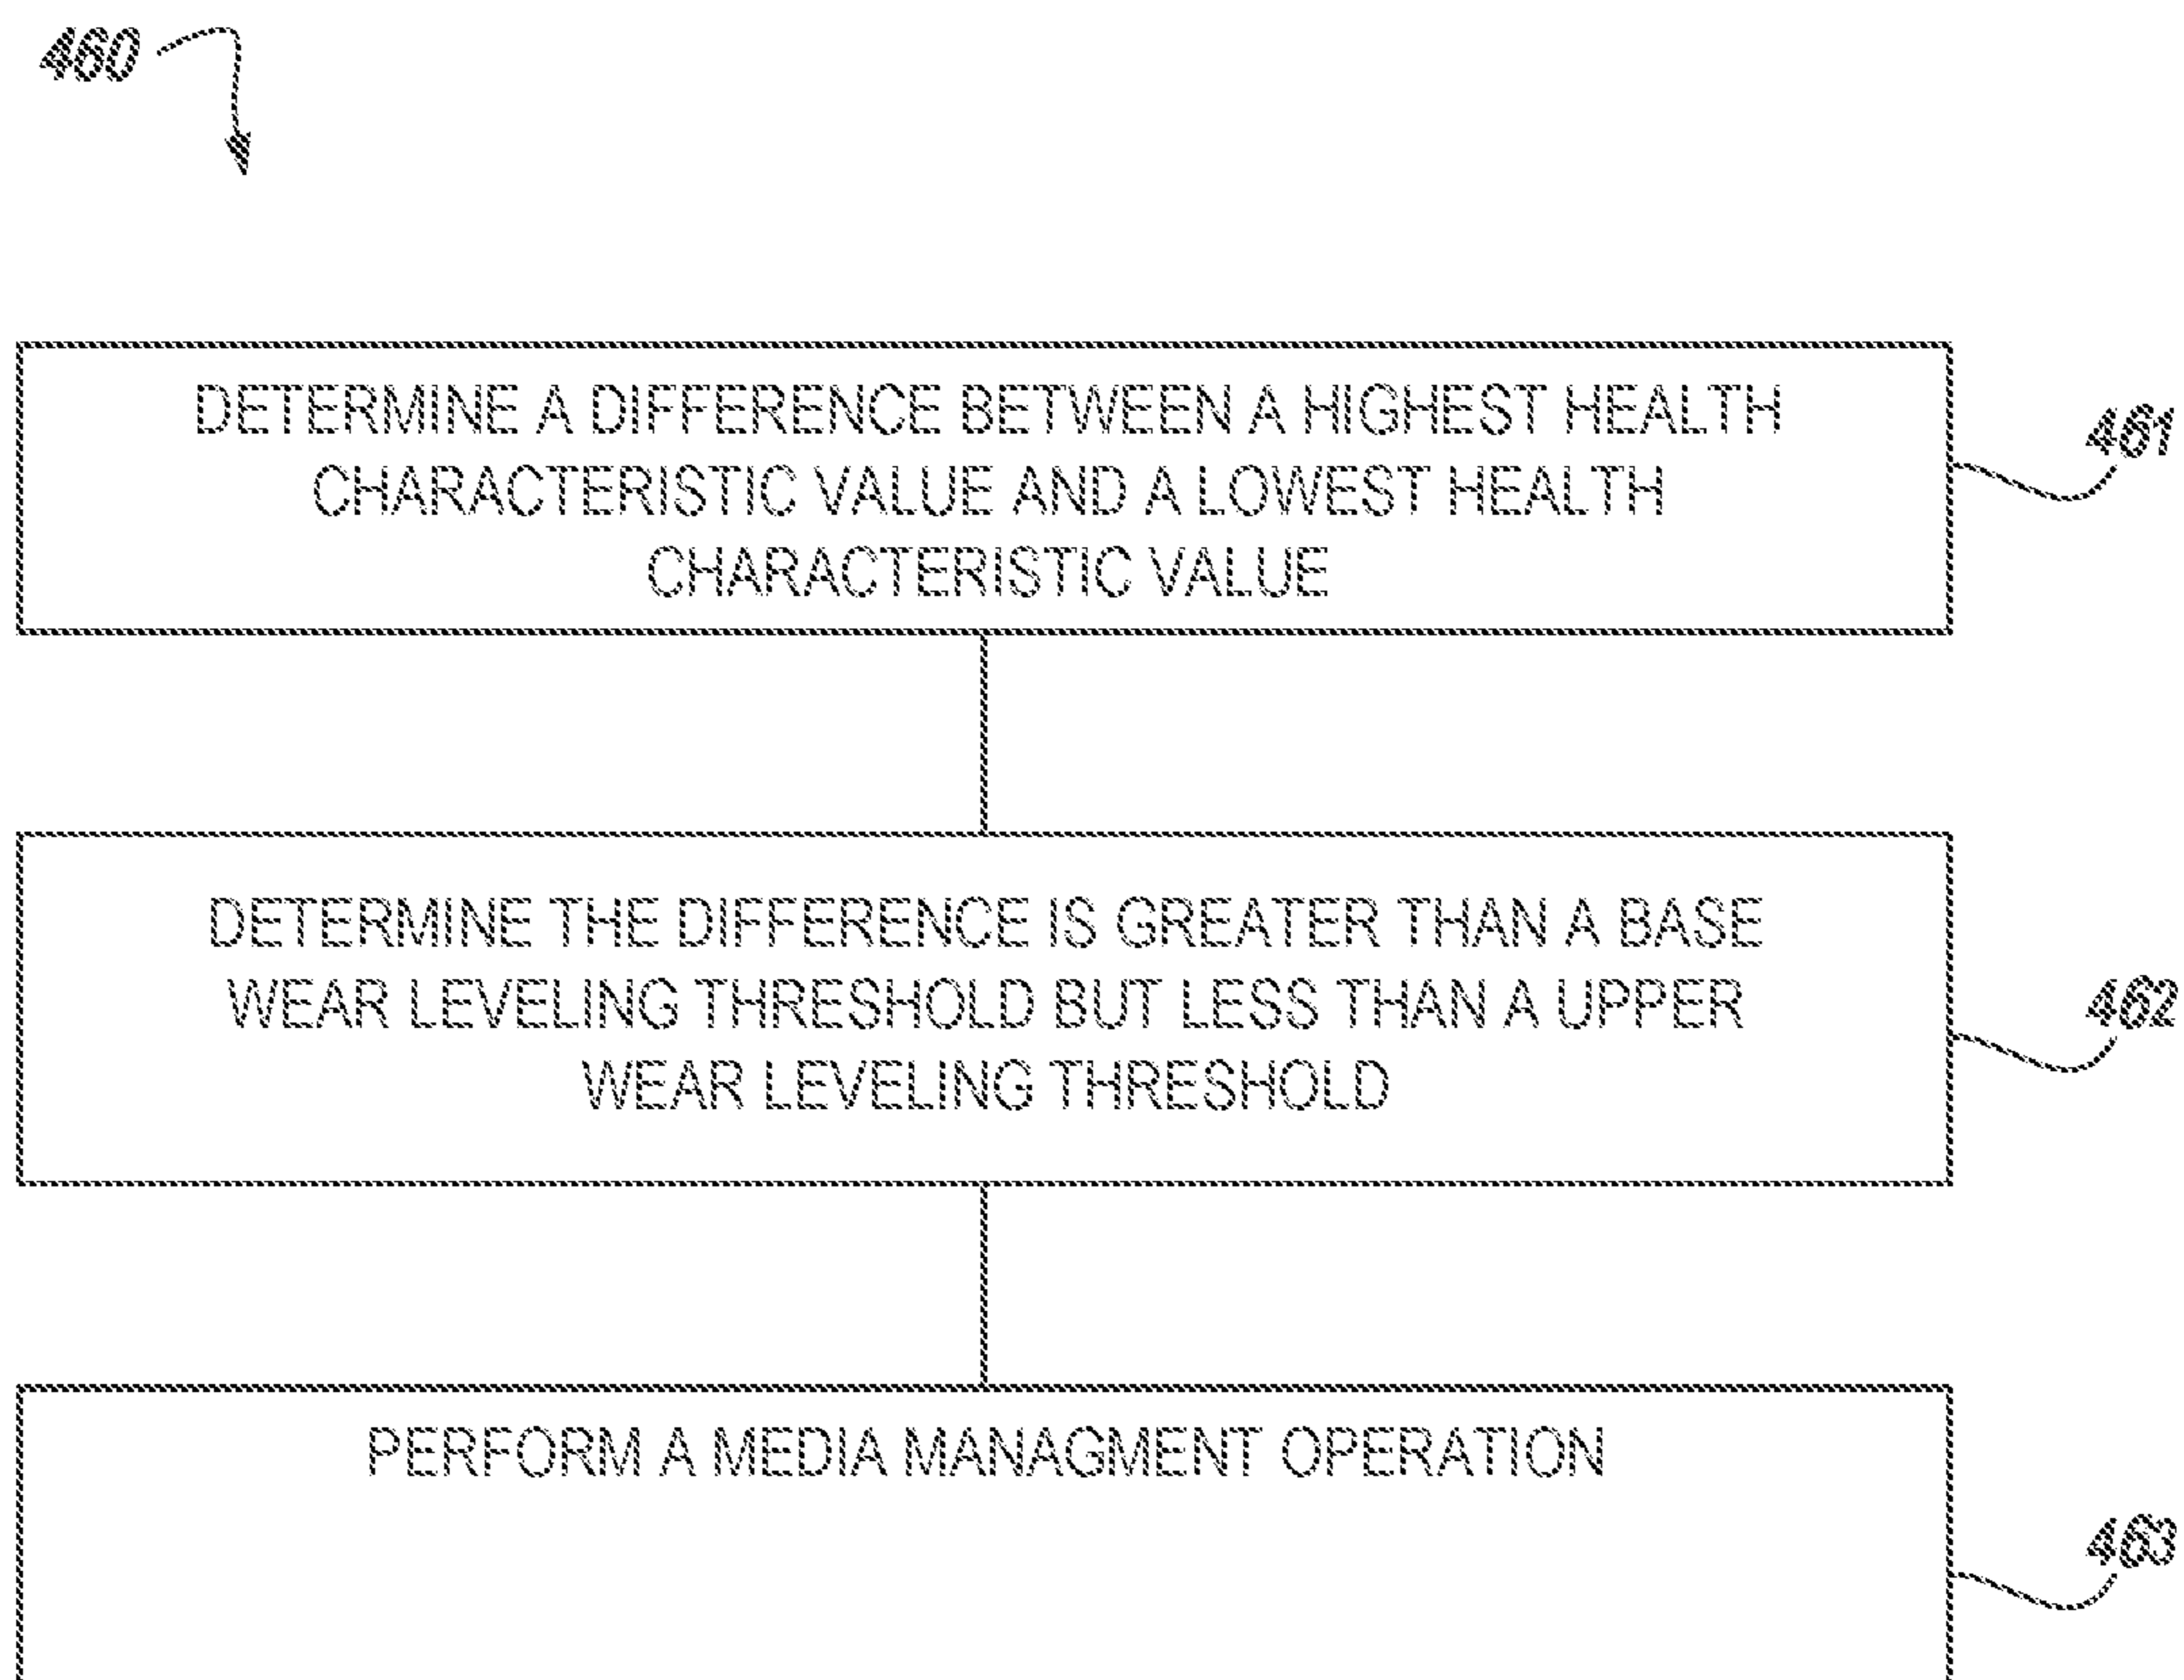 460
DETERMINE A DIFFERENCE BETWEEN A HIGHEST HEALTH
CHARACTERISTIC VALUE AND A LOWEST HEALTH
CHARACTERISTIC VALUE
461
DETERMINE THE DIFFERENCE IS GREATER THAN A BASE
WEAR LEVELING THRESHOLD BUT LESS THAN A UPPER
WEAR LEVELING THRESHOLD
462
PERFORM A MEDIA MANAGMENT OPERATION
463